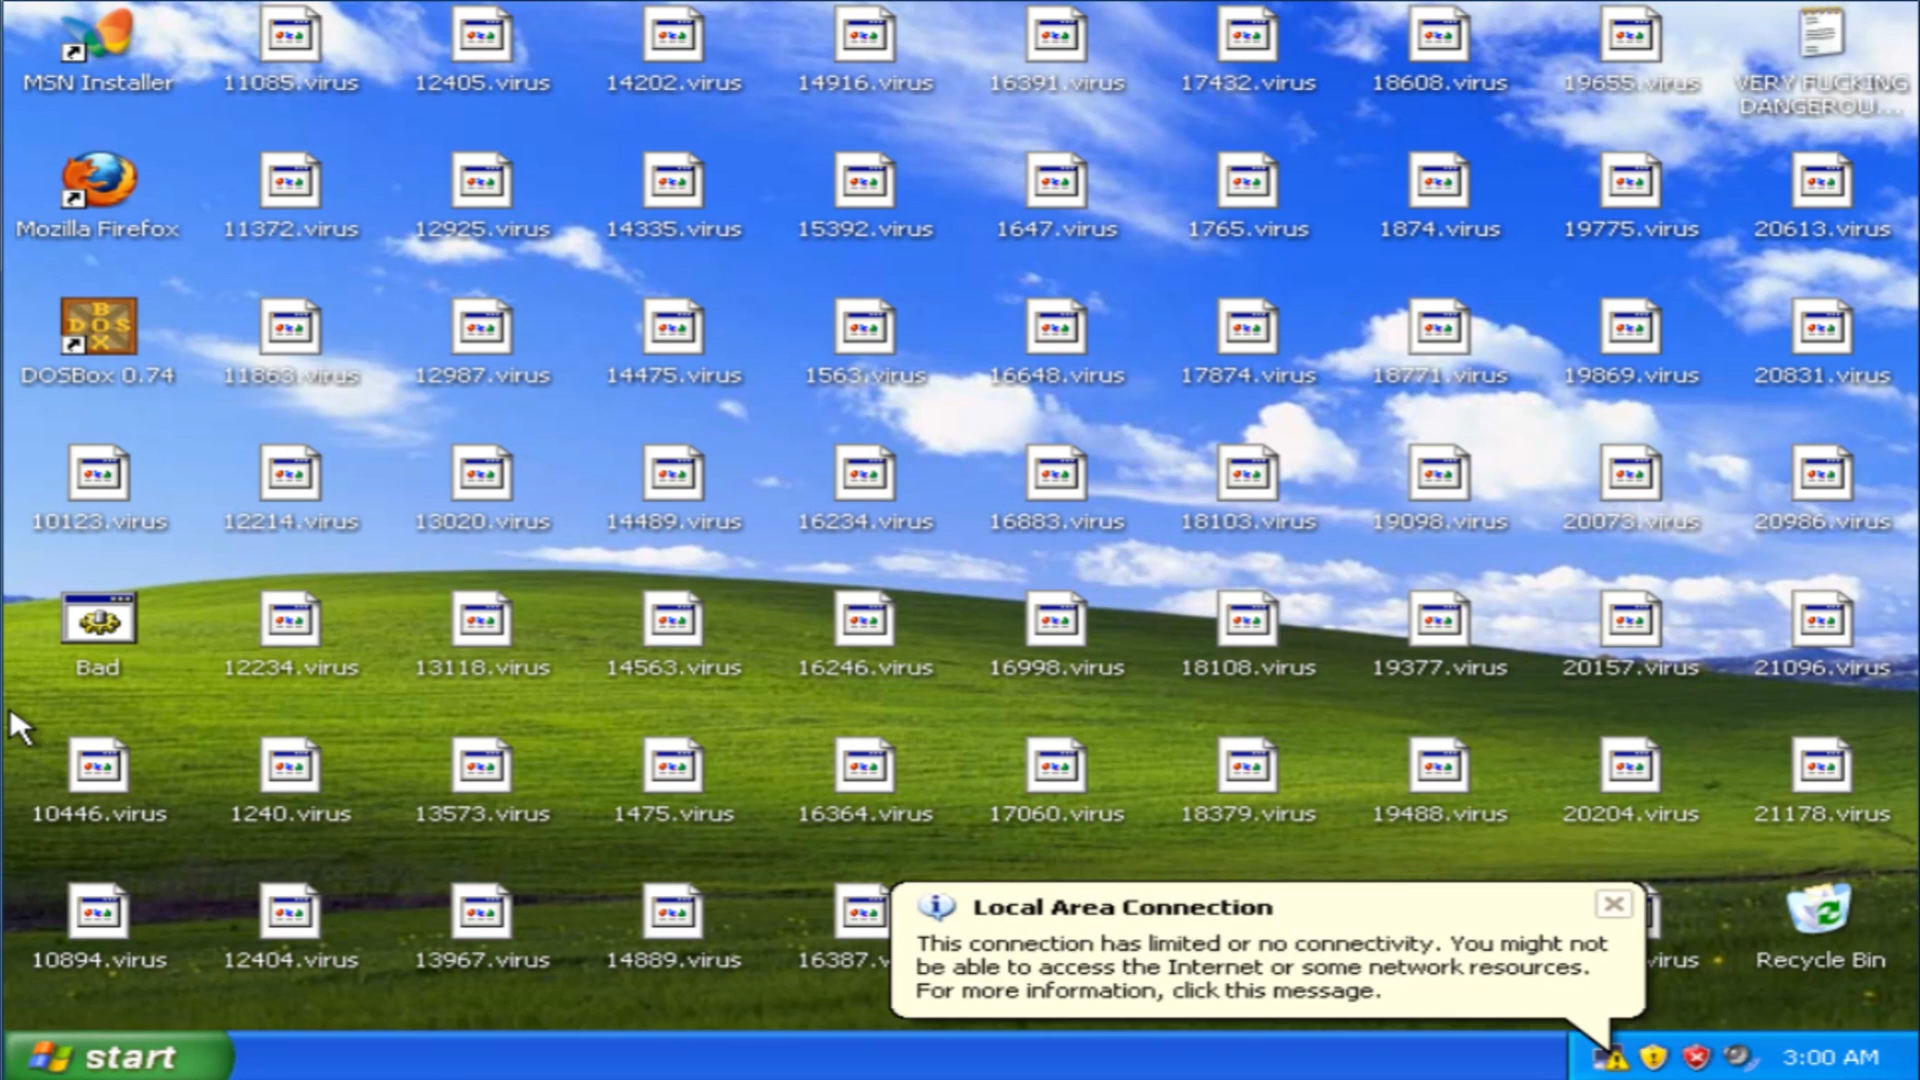 MSN Installer
11085.virus
12405.virus
14202.virus
14916.virus
16391.virus
17432.virus
18608.virus
19655.virus
VERY FUCKING
DANGEROU...
Mozilla Firefox
11372.virus
12925.virus
14335.virus
15392.virus
1647.virus
1765.virus
1874.virus
19775.virus
20613.virus
BOX
DOS
DOSBox 0.74
11863.virus
12987.virus
14475.virus
1563.virus
16648.virus
17874.virus
18771.virus
19869.virus
20831.virus
10123.virus
12214.virus
13020.virus
14489.virus
16234.virus
16883.virus
18103.virus
19098.virus
20073.virus
20986.virus
Bad
12234.virus
13118.virus
14563.virus
16246.virus
16998.virus
18108.virus
19377.virus
20157.virus
21096.virus
10446.virus
1240.virus
13573.virus
1475.virus
16364.virus
17060.virus
18379.virus
19488.virus
20204.virus
21178.virus
10894.virus
12404.virus
13967.virus
14889.virus
16387.v
Local Area Connection
This connection has limited or no connectivity. You might not
be able to access the Internet or some network resources.
For more information, click this message.
virus
Recycle Bin
start
3:00 AM